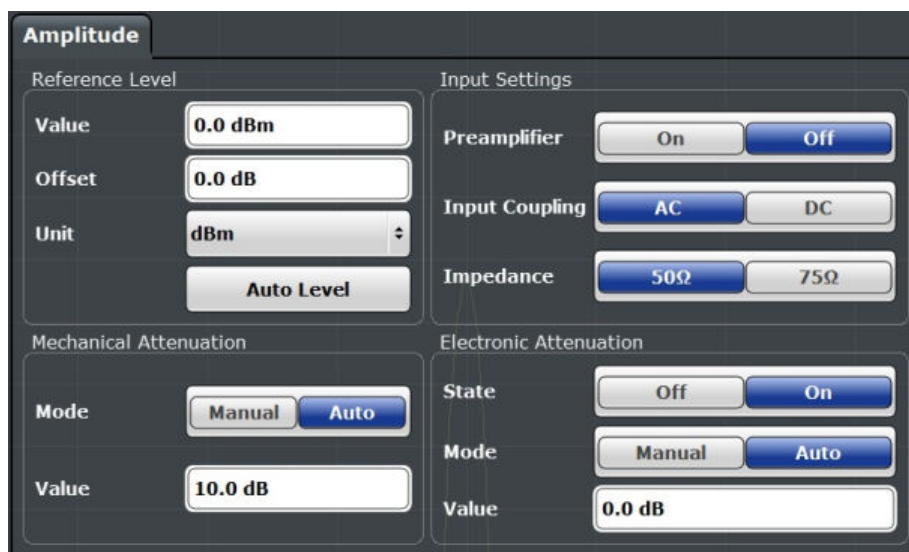 Amplitude
Reference Level
Value 0.0 dBm
Offset 0.0 dB
Unit dBm
Auto Level
Input Settings
Preamplifier On Off
Input Coupling AC DC
Impedance 50Ω 75Ω
Mechanical Attenuation
Mode Manual Auto
Value 10.0 dB
Electronic Attenuation
State Off On
Mode Manual Auto
Value 0.0 dB